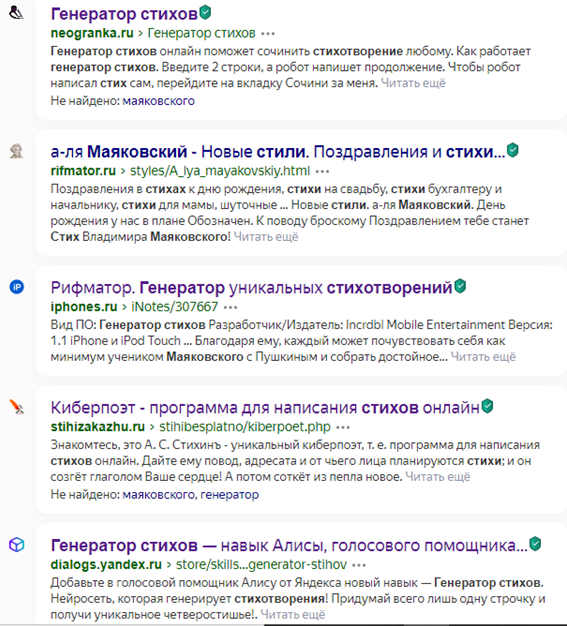 Генератор стихов
neogranka.ru › Генератор стихов
Генератор стихов онлайн поможет сочинить стихотворение любому. Как работает
генератор стихов. Введите 2 строки, а робот напишет продолжение. Чтобы робот
написал стих сам, перейдите на вкладку Сочини за меня. Читать ещё
Не найдено: маяковского
а-ля Маяковский - Новые стили. Поздравления и стихи...
rifmator.ru › styles/A_lya_mayakovskiy.html
Поздравления в стихах к дню рождения, стихи на свадьбу, стихи бухгалтеру и
начальнику, стихи для мамы, шуточные ... Новые стили. а-ля Маяковский. День
рождения у нас в плане Обозначен. К поводу броскому Поздравлением тебе станет
Стих Владимира Маяковского! Читать ещё
Рифматор. Генератор уникальных стихотворений
iphones.ru › iNotes/307667
Вид ПО: Генератор стихов Разработчик/Издатель: Incrdbl Mobile Entertainment Версия:
1.1 iPhone и iPod Touch ... Благодаря ему, каждый может почувствовать себя как
минимум учеником Маяковского с Пушкиным и собрать достойное... Читать ещё
Киберпоэт - программа для написания стихов онлайн
stihizakazhu.ru › stihibesplatno/kiberpoet.php
Знакомтесь, это А. С. Стихинъ - уникальный киберпоэт, т. е. программа для написания
стихов онлайн. Дайте ему повод, адресата и от чьего лица планируются стихи; и он
созгёт глаголом Ваше сердце! А потом соткёт из пепла новое. Читать ещё
Не найдено: маяковского, генератор
Генератор стихов — навык Алисы, голосового помощника...
dialogs.yandex.ru › store/skills...generator-stihov
Добавьте в голосовой помощник Алису от Яндекса новый навык — Генератор стихов.
Нейросеть, которая генерирует стихотворения! Придумай всего лишь одну строчку и
получи уникальное четверостишье!. Читать ещё